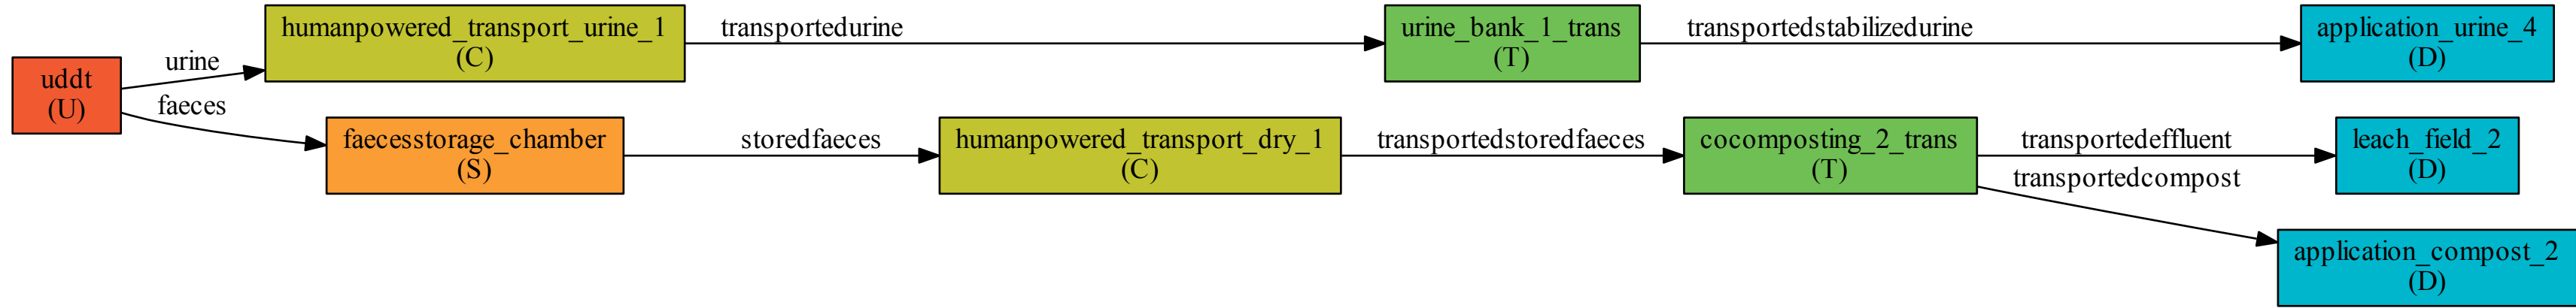 uddt
(U)
urine
faeces
humanpowered_transport_urine_1
(C)
transportedurine
urine_bank_1_trans
(T)
transportedstabilizedurine
application_urine_4
(D)
faecesstorage_chamber
(S)
storedfaeces
humanpowered_transport_dry_1
(C)
transportedstoredfaeces
cocomposting_2_trans
(T)
transportedeffluent
leach_field_2
(D)
transportedcompost
application_compost_2
(D)